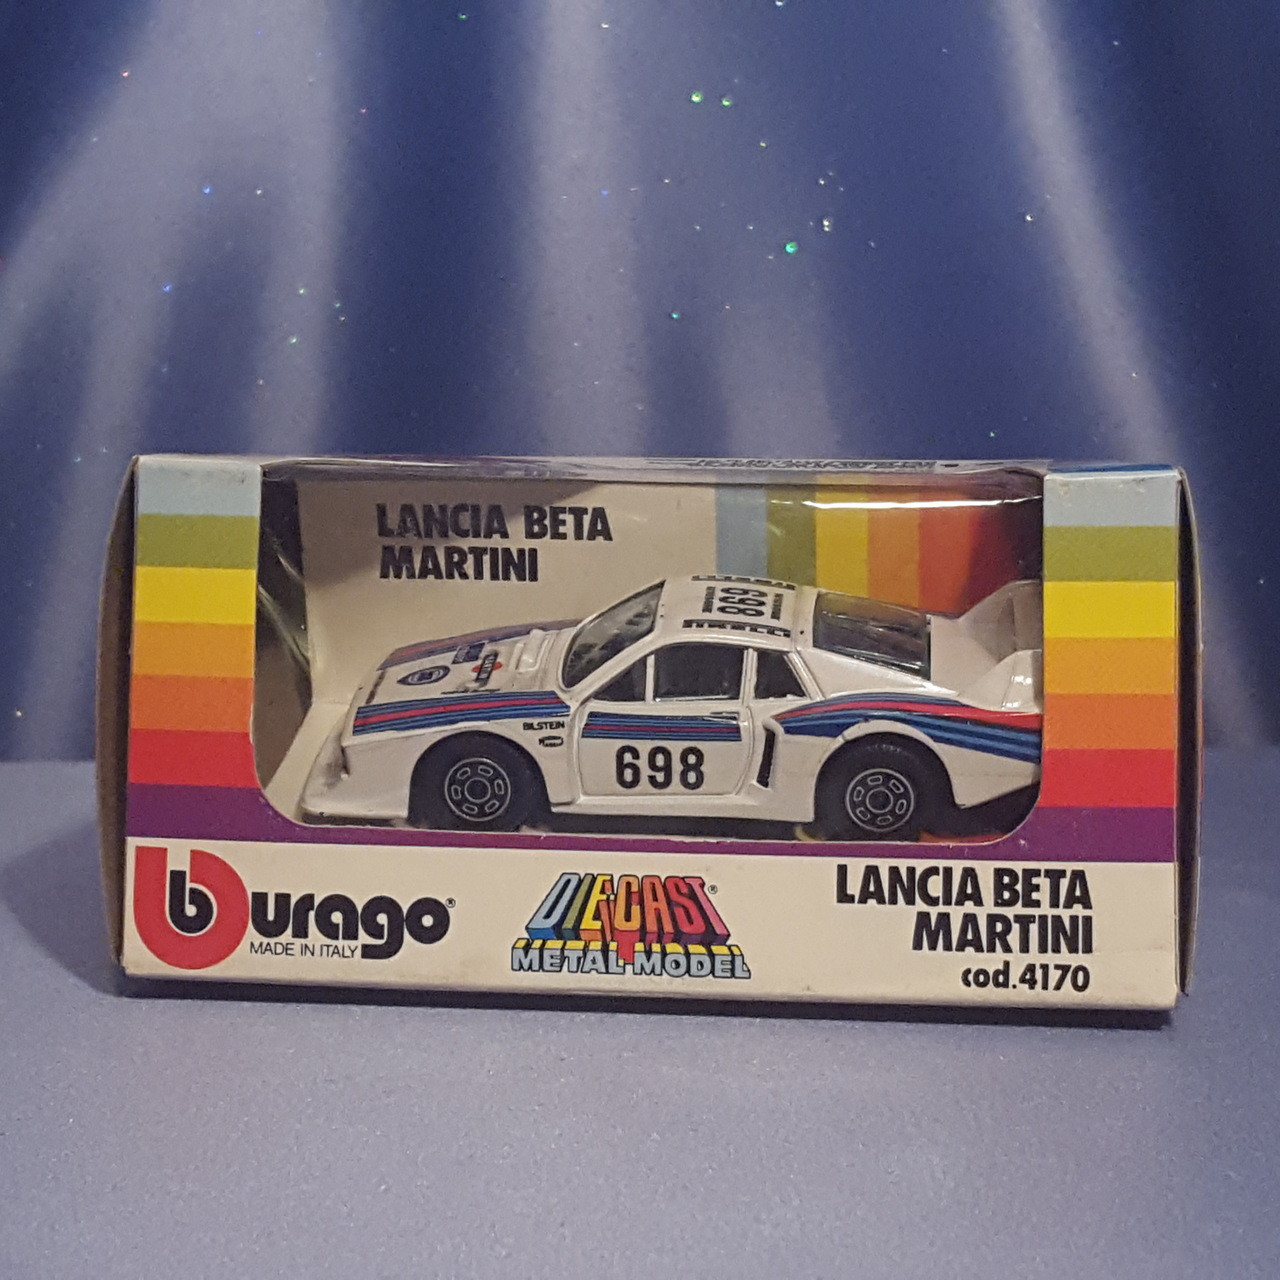 LANCIA BETA
MARTINI
698
PIRELLI
BILSTEIN
698
burago®
MADE IN ITALY
DIE CAST®
METAL MODEL
LANCIA BETA
MARTINI
cod.4170